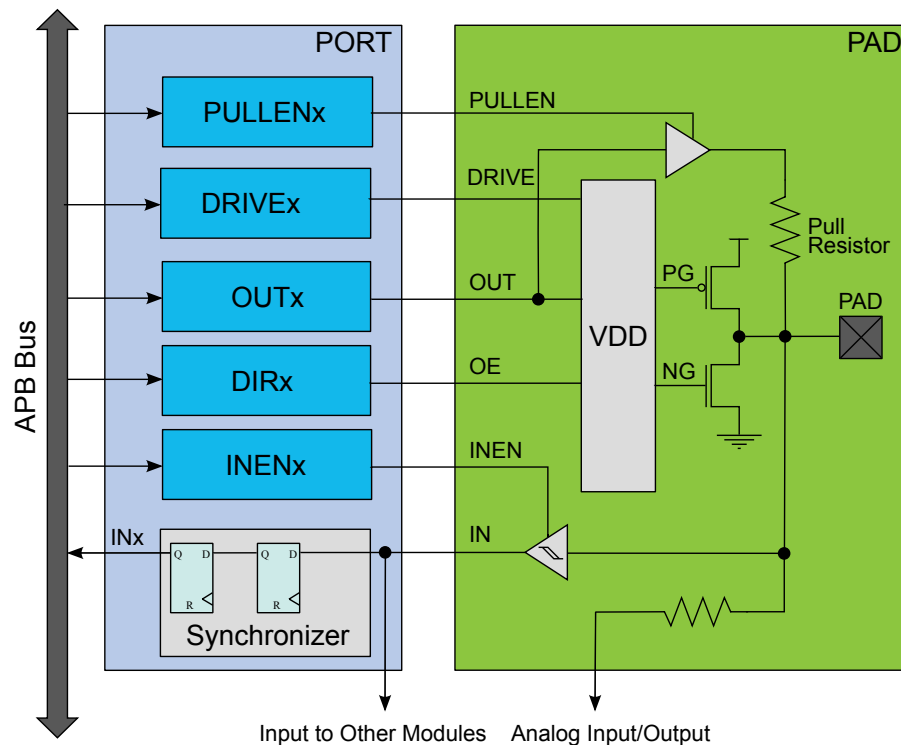 PORT
PAD
APB Bus
PULLENx
PULLEN
DRIVEx
DRIVE
Pull
Resistor
OUTx
OUT
PG
PAD
VDD
DIRx
OE
NG
INENx
INEN
INx
IN
Q D
R
Q D
R
Synchronizer
Input to Other Modules
Analog Input/Output